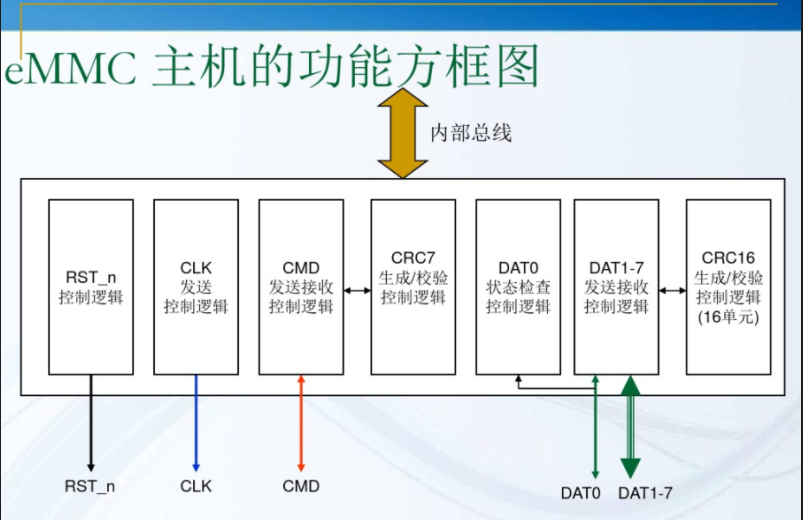 eMMC 主机的功能方框图
内部总线
RST_n
控制逻辑
CLK
发送
控制逻辑
CMD
发送接收
控制逻辑
CRC7
生成/校验
控制逻辑
DAT0
状态检查
控制逻辑
DAT1-7
发送接收
控制逻辑
CRC16
生成/校验
控制逻辑
(16单元)
RST_n
CLK
CMD
DAT0
DAT1-7